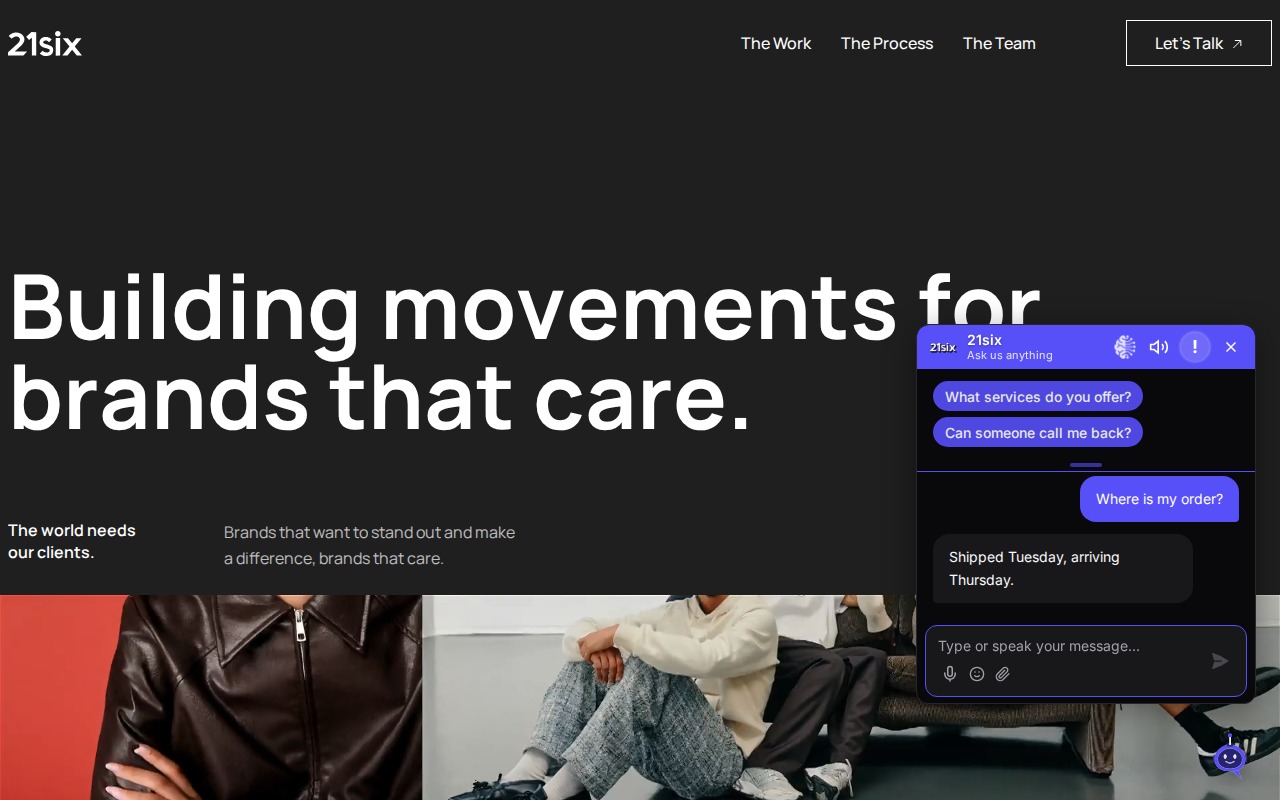 21six
The Work
The Process
The Team
Let's Talk
Building movements for
brands that care.
The world needs
our clients.
Brands that want to stand out and make
a difference, brands that care.
21six
21six
Ask us anything
What services do you offer?
Can someone call me back?
Where is my order?
Shipped Tuesday, arriving
Thursday.
Type or speak your message...